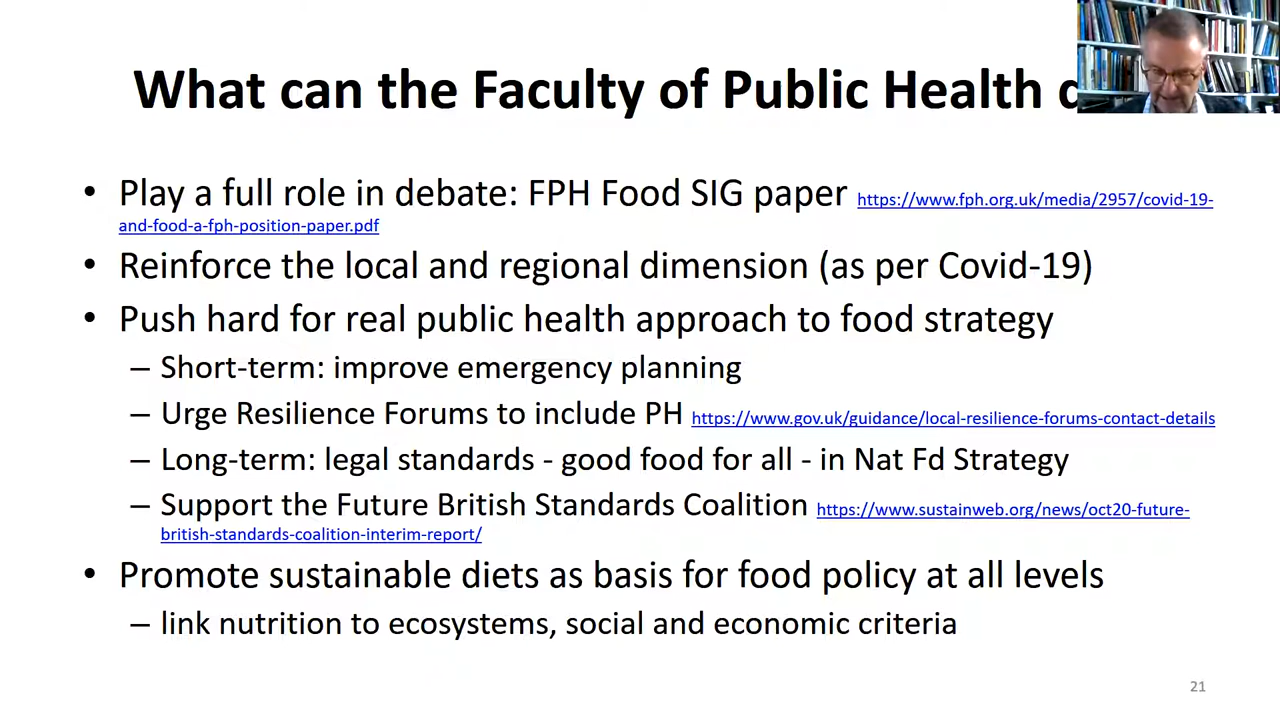 What can the Faculty of Public Health
• Play a full role in debate: FPH Food SIG paper https://www.fph.org.uk/media/2957/covid-19-
and-food-a-fph-position-paper.pdf
• Reinforce the local and regional dimension (as per Covid-19)
• Push hard for real public health approach to food strategy
– Short-term: improve emergency planning
– Urge Resilience Forums to include PH https://www.gov.uk/guidance/local-resilience-forums-contact-details
– Long-term: legal standards - good food for all - in Nat Fd Strategy
– Support the Future British Standards Coalition https://www.sustainweb.org/news/oct20-future-
british-standards-coalition-interim-report/
• Promote sustainable diets as basis for food policy at all levels
– link nutrition to ecosystems, social and economic criteria
21